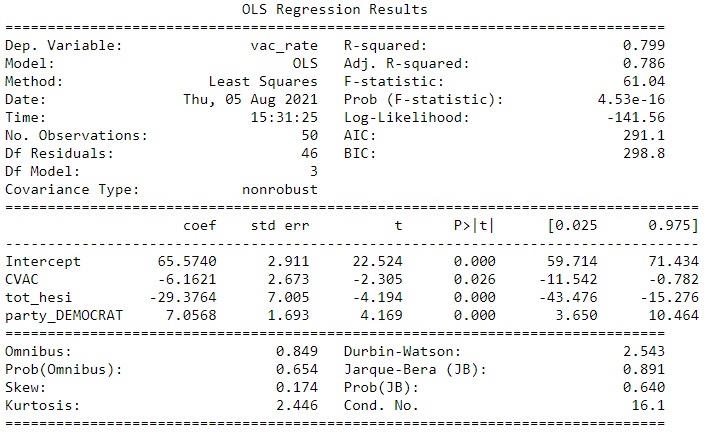 OLS Regression Results
==============================================================================
Dep. Variable: vac_rate R-squared: 0.799
Model: OLS Adj. R-squared: 0.786
Method: Least Squares F-statistic: 61.04
Date: Thu, 05 Aug 2021 Prob (F-statistic): 4.53e-16
Time: 15:31:25 Log-Likelihood: -141.56
No. Observations: 50 AIC: 291.1
Df Residuals: 46 BIC: 298.8
Df Model: 3
Covariance Type: nonrobust
==================================================================================
coef std err t P>|t| [0.025 0.975]
----------------------------------------------------------------------------------
Intercept 65.5740 2.911 22.524 0.000 59.714 71.434
CVAC -6.1621 2.673 -2.305 0.026 -11.542 -0.782
tot_hesi -29.3764 7.005 -4.194 0.000 -43.476 -15.276
party_DEMOCRAT 7.0568 1.693 4.169 0.000 3.650 10.464
==============================================================================
Omnibus: 0.849 Durbin-Watson: 2.543
Prob(Omnibus): 0.654 Jarque-Bera (JB): 0.891
Skew: 0.174 Prob(JB): 0.640
Kurtosis: 2.446 Cond. No. 16.1
==============================================================================